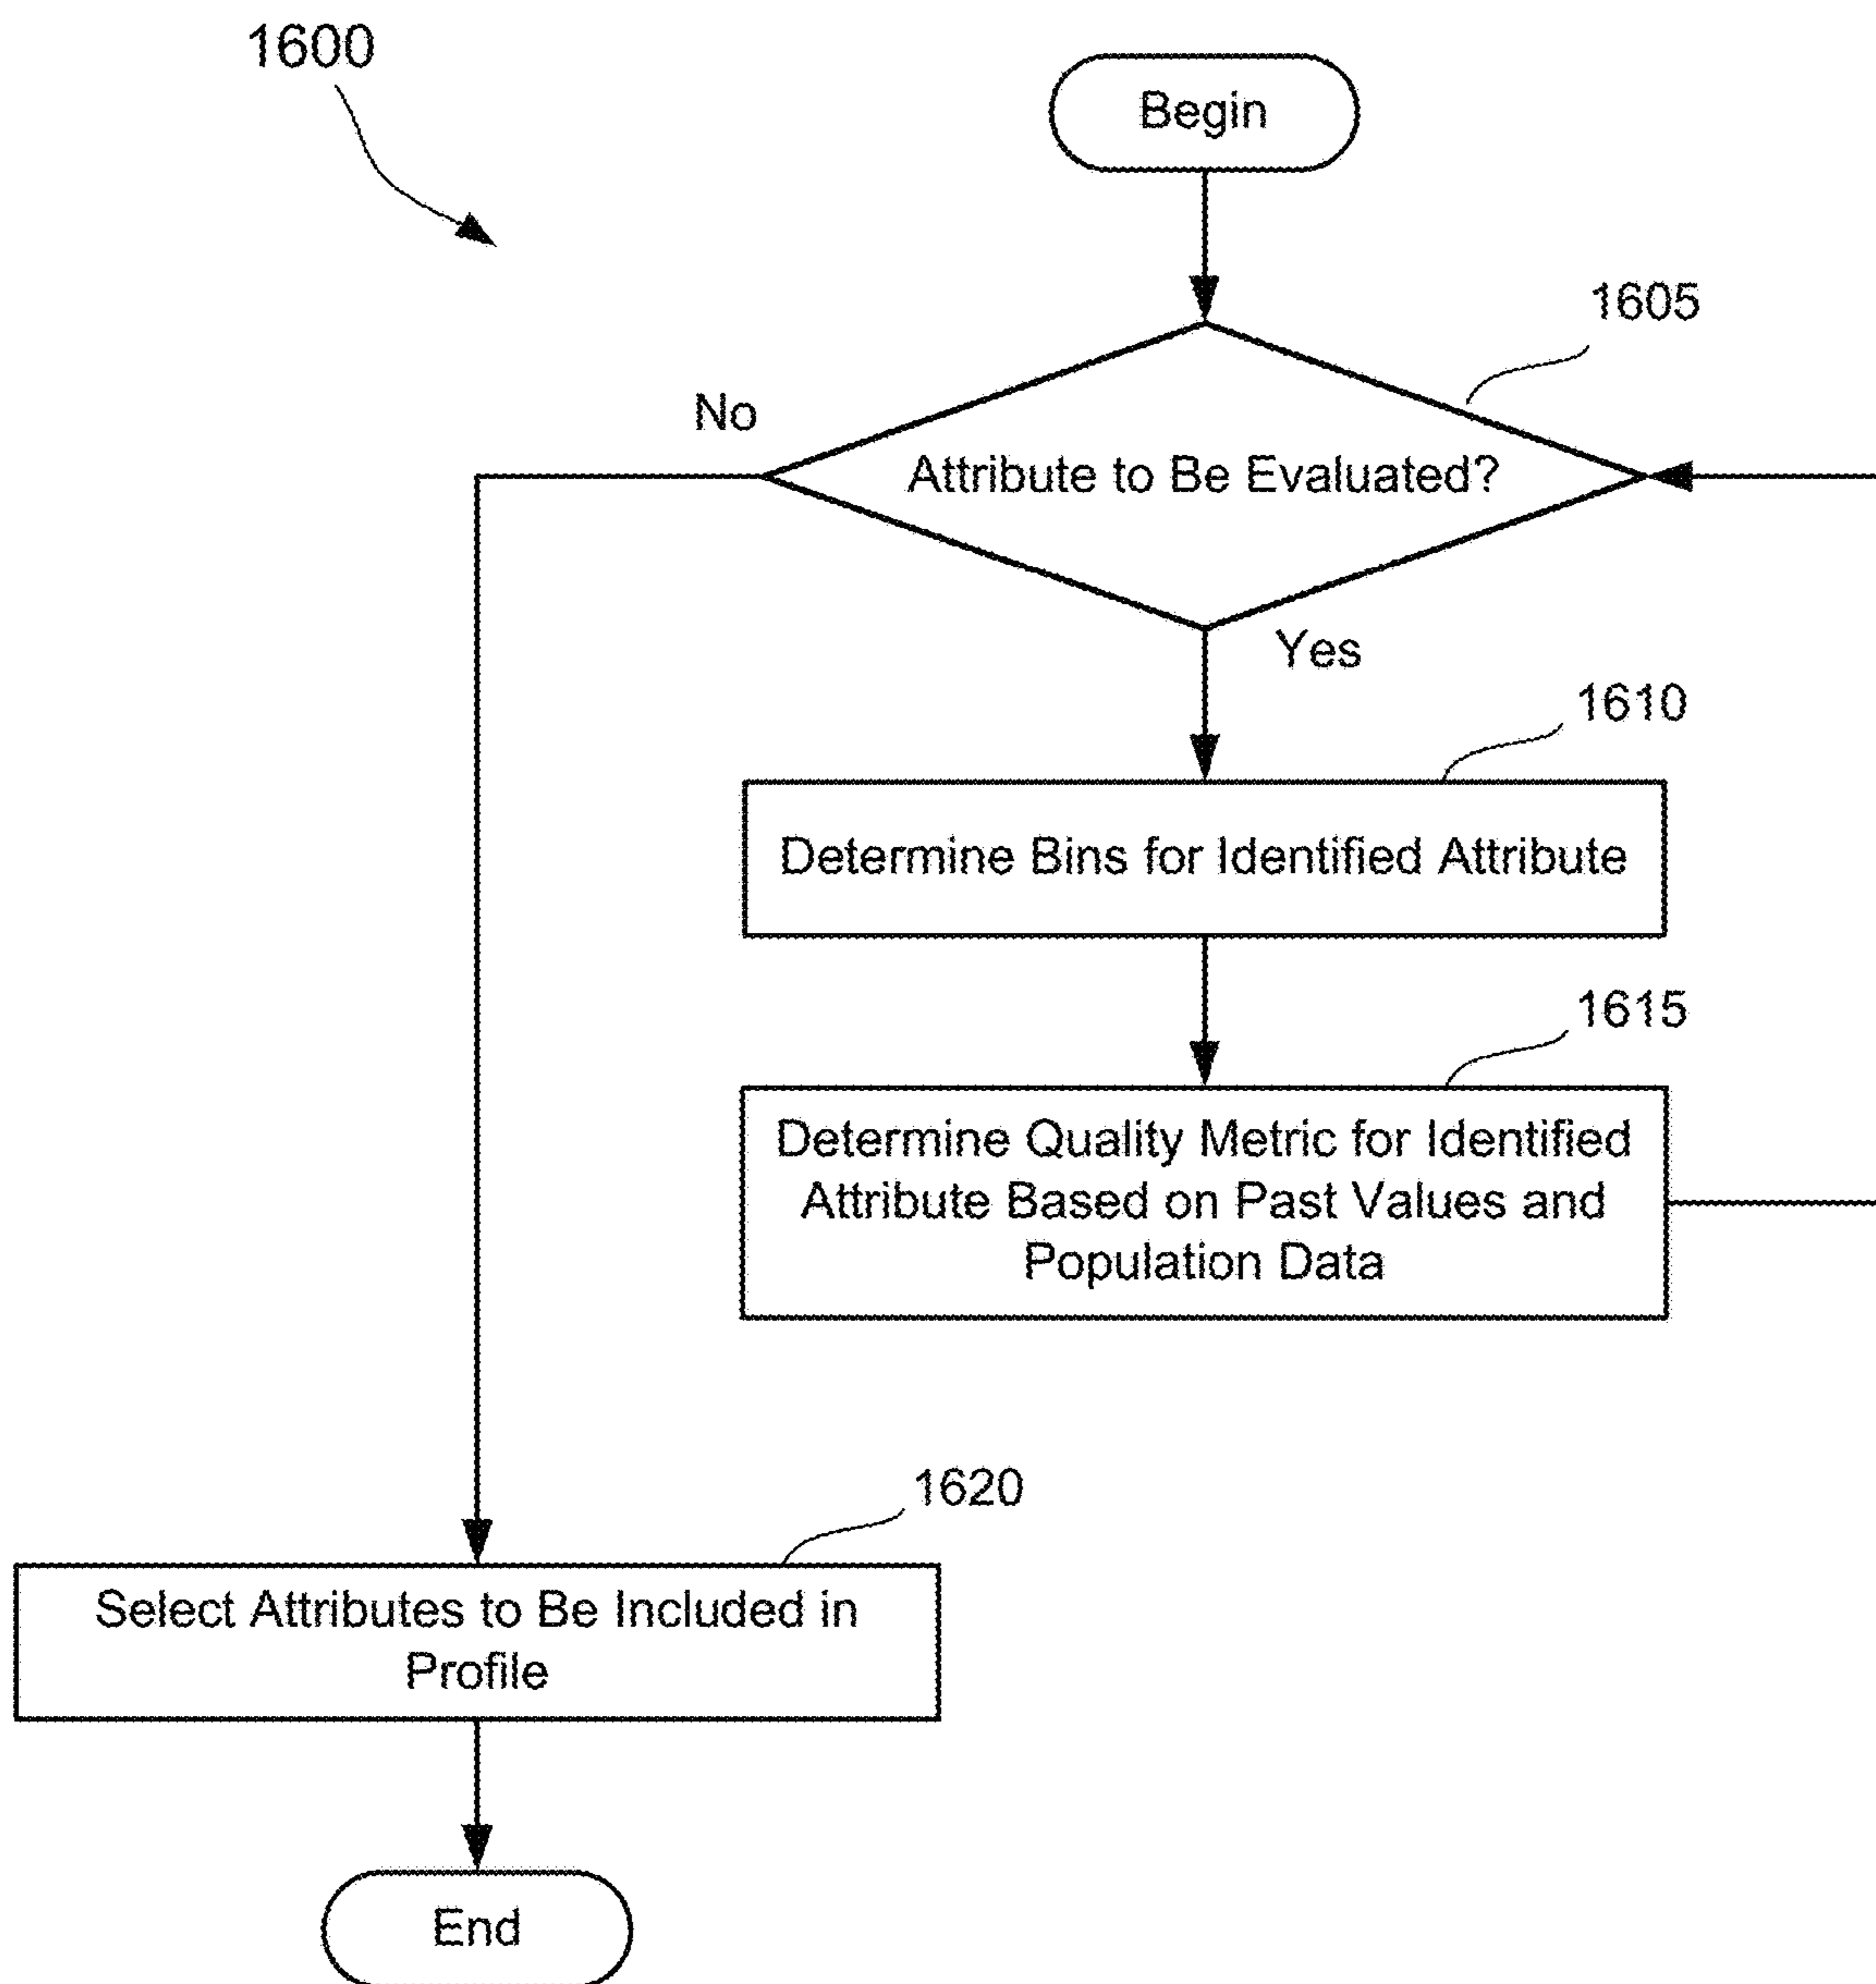 1600
Begin
1605
No
Attribute to Be Evaluated?
Yes
1610
Determine Bins for Identified Attribute
1615
Determine Quality Metric for Identified
Attribute Based on Past Values and
Population Data
1620
Select Attributes to Be Included in
Profile
End